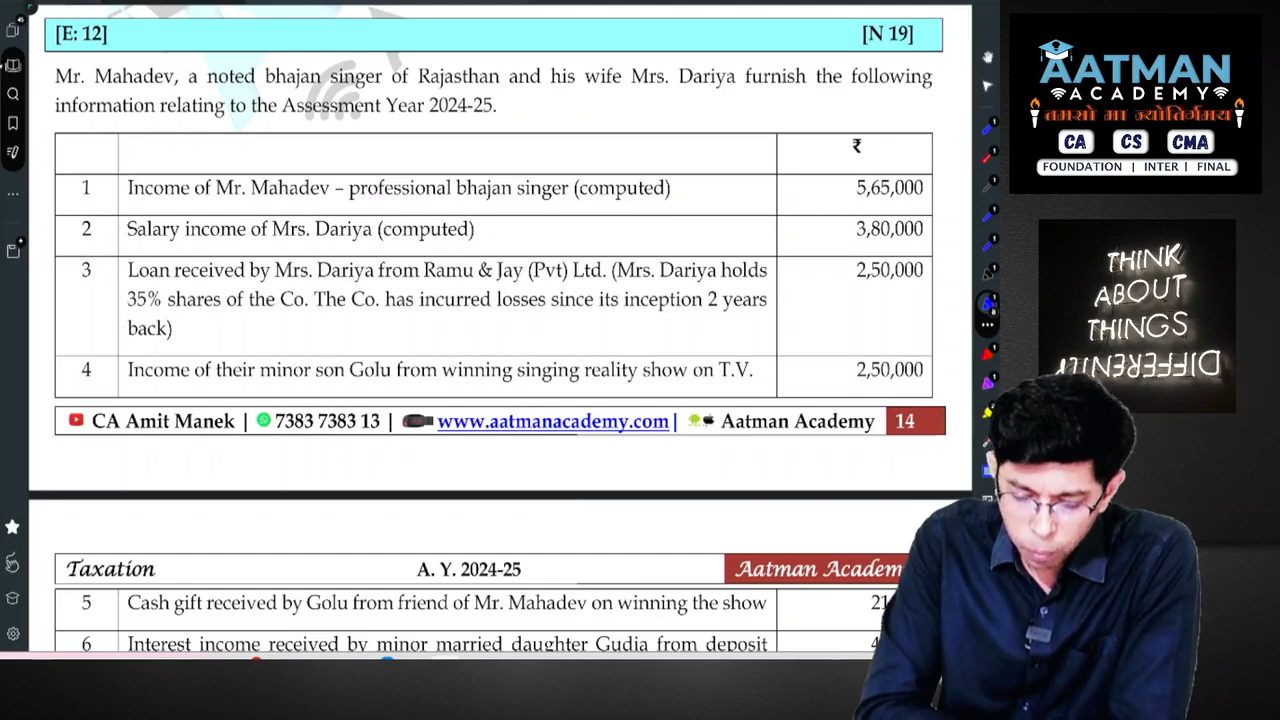 [E: 12] [N 19]
Mr. Mahadev, a noted bhajan singer of Rajasthan and his wife Mrs. Dariya furnish the following
information relating to the Assessment Year 2024-25.
₹
1 Income of Mr. Mahadev – professional bhajan singer (computed) 5,65,000
2 Salary income of Mrs. Dariya (computed) 3,80,000
3 Loan received by Mrs. Dariya from Ramu & Jay (Pvt) Ltd. (Mrs. Dariya holds 2,50,000
35% shares of the Co. The Co. has incurred losses since its inception 2 years
back)
4 Income of their minor son Golu from winning singing reality show on T.V. 2,50,000
CA Amit Manek | 7383 7383 13 | www.aatmanacademy.com | Aatman Academy 14
Taxation A. Y. 2024-25 Aatman
5 Cash gift received by Golu from friend of Mr. Mahadev on winning the show
6 Interest income received by minor married daughter Gudia from deposit
AATMAN
ACADEMY
तमसो मा ज्योतिर्गमय
CA CS CMA
FOUNDATION | INTER | FINAL
THINK
ABOUT
THINGS
DIFFERENTLY